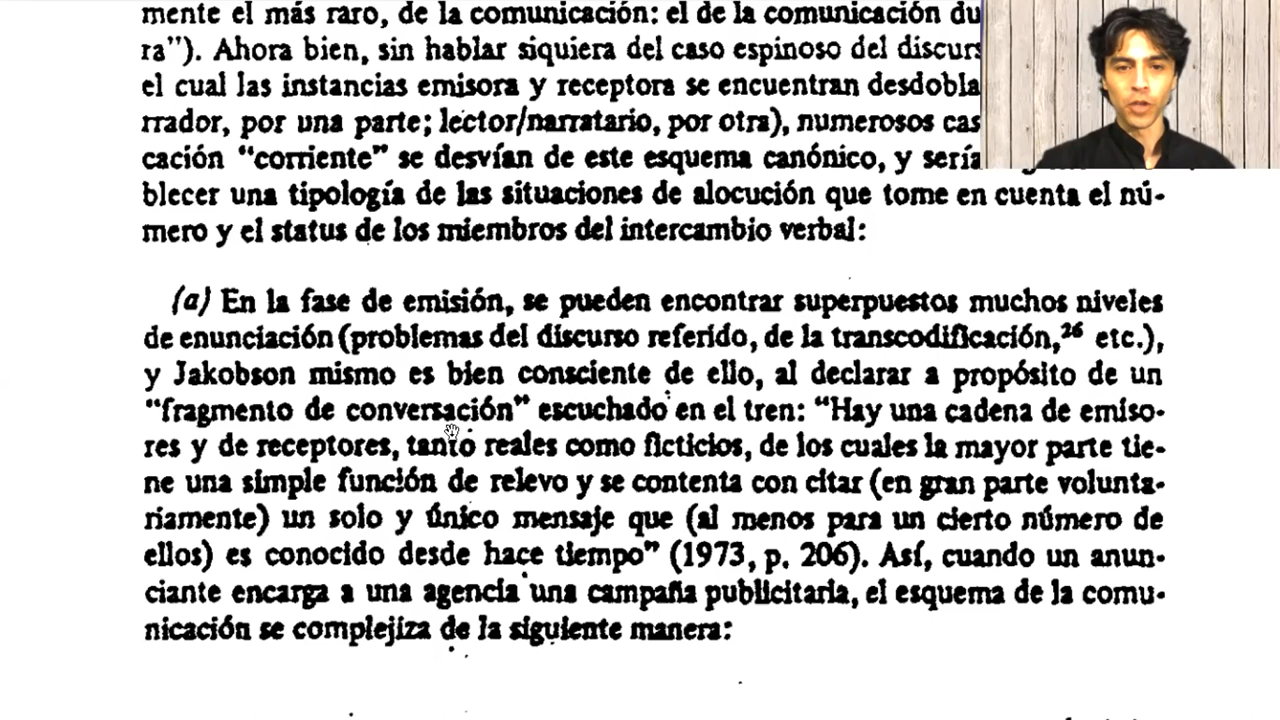 mente el más raro, de la comunicación: el de la comunicación du
ra”). Ahora bien, sin hablar siquiera del caso espinoso del discurs
el cual las instancias emisora y receptora se encuentran desdobla
rrador, por una parte; lector/narratario, por otra), numerosos cas
cación “corriente” se desvían de este esquema canónico, y sería
blecer una tipología de las situaciones de alocución que tome en cuenta el nú-
mero y el status de los miembros del intercambio verbal:
(a) En la fase de emisión, se pueden encontrar superpuestos muchos niveles
de enunciación (problemas del discurso referido, de la transcodificación,²⁶ etc.),
y Jakobson mismo es bien consciente de ello, al declarar a propósito de un
“fragmento de conversación” escuchado en el tren: “Hay una cadena de emiso-
res y de receptores, tanto reales como ficticios, de los cuales la mayor parte tie-
ne una simple función de relevo y se contenta con citar (en gran parte volunta-
riamente) un solo y único mensaje que (al menos para un cierto número de
ellos) es conocido desde hace tiempo” (1973, p. 206). Así, cuando un anun-
ciante encarga a una agencia una campaña publicitaria, el esquema de la comu-
nicación se complejiza de la siguiente manera: